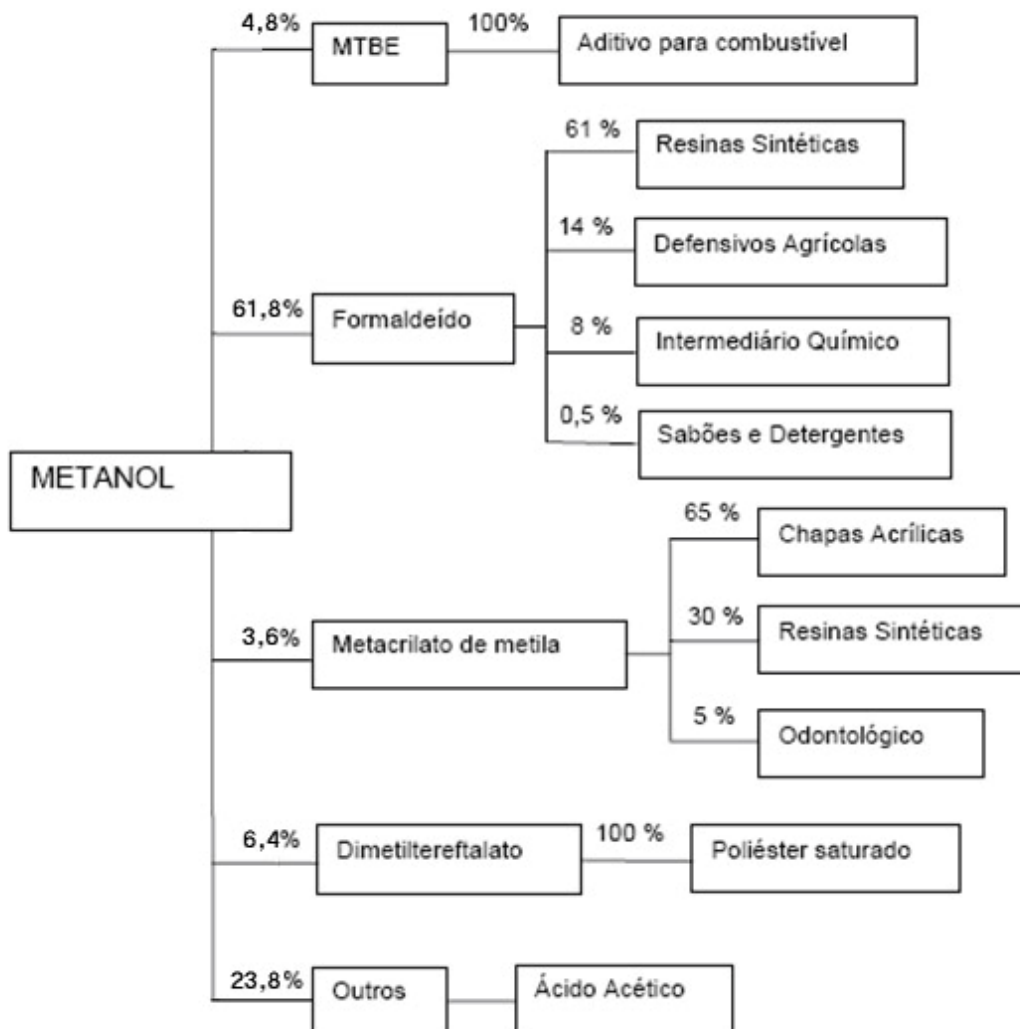 4,8%
MTBE
100%
Aditivo para combustível
61 %
Resinas Sintéticas
14 %
Defensivos Agrícolas
61,8%
Formaldeído
8 %
Intermediário Químico
0,5 %
Sabões e Detergentes
METANOL
65 %
Chapas Acrílicas
3,6%
Metacrilato de metila
30 %
Resinas Sintéticas
5 %
Odontológico
6,4%
Dimetiltereftalato
100 %
Poliéster saturado
23,8%
Outros
Ácido Acético